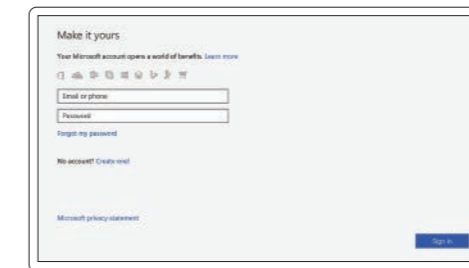 Make it yours
Your Microsoft account opens a world of benefits. Learn more
Email or phone
Password
Forgot my password
No account? Create one!
Microsoft privacy statement
Sign in